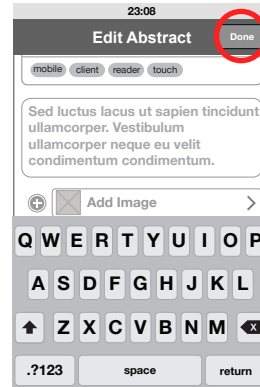 23:08
Edit Abstract Done
mobile client reader touch
Sed luctus lacus ut sapien tincidunt
ullamcorper. Vestibulum
ullamcorper neque eu velit
condimentum condimentum.
Add Image
Q W E R T Y U I O P
A S D F G H J K L
Z X C V B N M X
.?123 space return